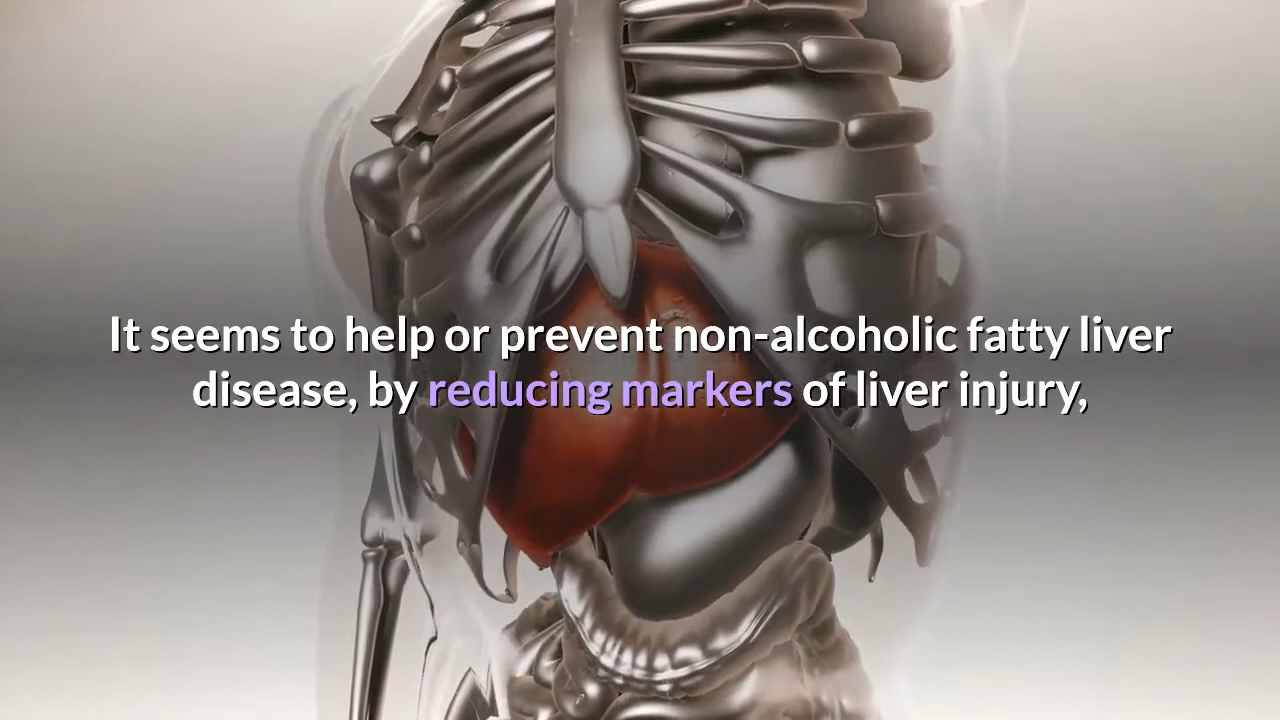 It seems to help or prevent non-alcoholic fatty liver
disease, by reducing markers of liver injury,